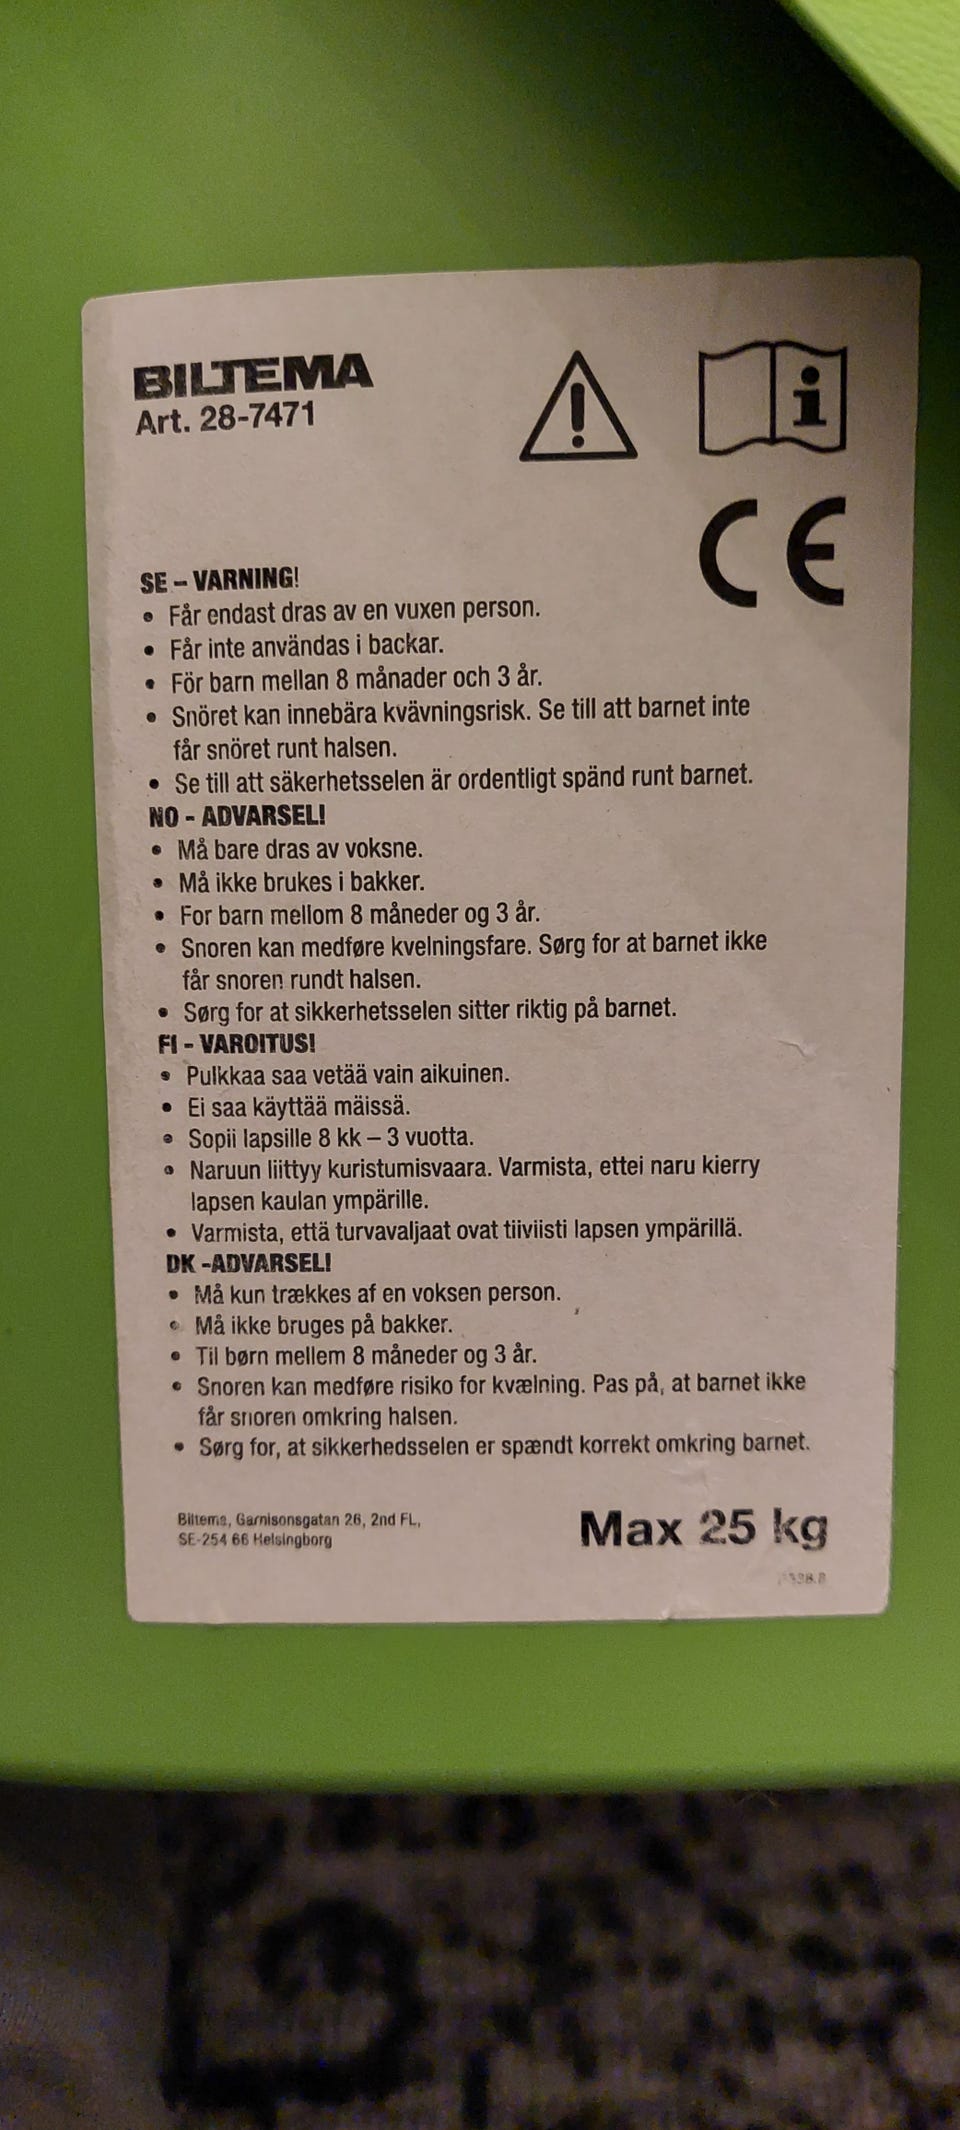 BILTEMA
Art. 28-7471
i
CE
SE – VARNING!
• Får endast dras av en vuxen person.
• Får inte användas i backar.
• För barn mellan 8 månader och 3 år.
• Snöret kan innebära kvävningsrisk. Se till att barnet inte
får snöret runt halsen.
• Se till att säkerhetsselen är ordentligt spänd runt barnet.
NO - ADVARSEL!
• Må bare dras av voksne.
• Må ikke brukes i bakker.
• For barn mellom 8 måneder og 3 år.
• Snoren kan medføre kvelningsfare. Sørg for at barnet ikke
får snoren rundt halsen.
• Sørg for at sikkerhetsselen sitter riktig på barnet.
FI - VAROITUS!
• Pulkkaa saa vetää vain aikuinen.
• Ei saa käyttää mäissä.
• Sopii lapsille 8 kk – 3 vuotta.
• Naruun liittyy kuristumisvaara. Varmista, ettei naru kierry
lapsen kaulan ympärille.
• Varmista, että turvavaljaat ovat tiiviisti lapsen ympärillä.
DK -ADVARSEL!
• Må kun trækkes af en voksen person.
• Må ikke bruges på bakker.
• Til børn mellem 8 måneder og 3 år.
• Snoren kan medføre risiko for kvælning. Pas på, at barnet ikke
får snoren omkring halsen.
• Sørg for, at sikkerhedsselen er spændt korrekt omkring barnet.
Biltema, Garnisonsgatan 26, 2nd FL,
SE-254 66 Helsingborg
Max 25 kg